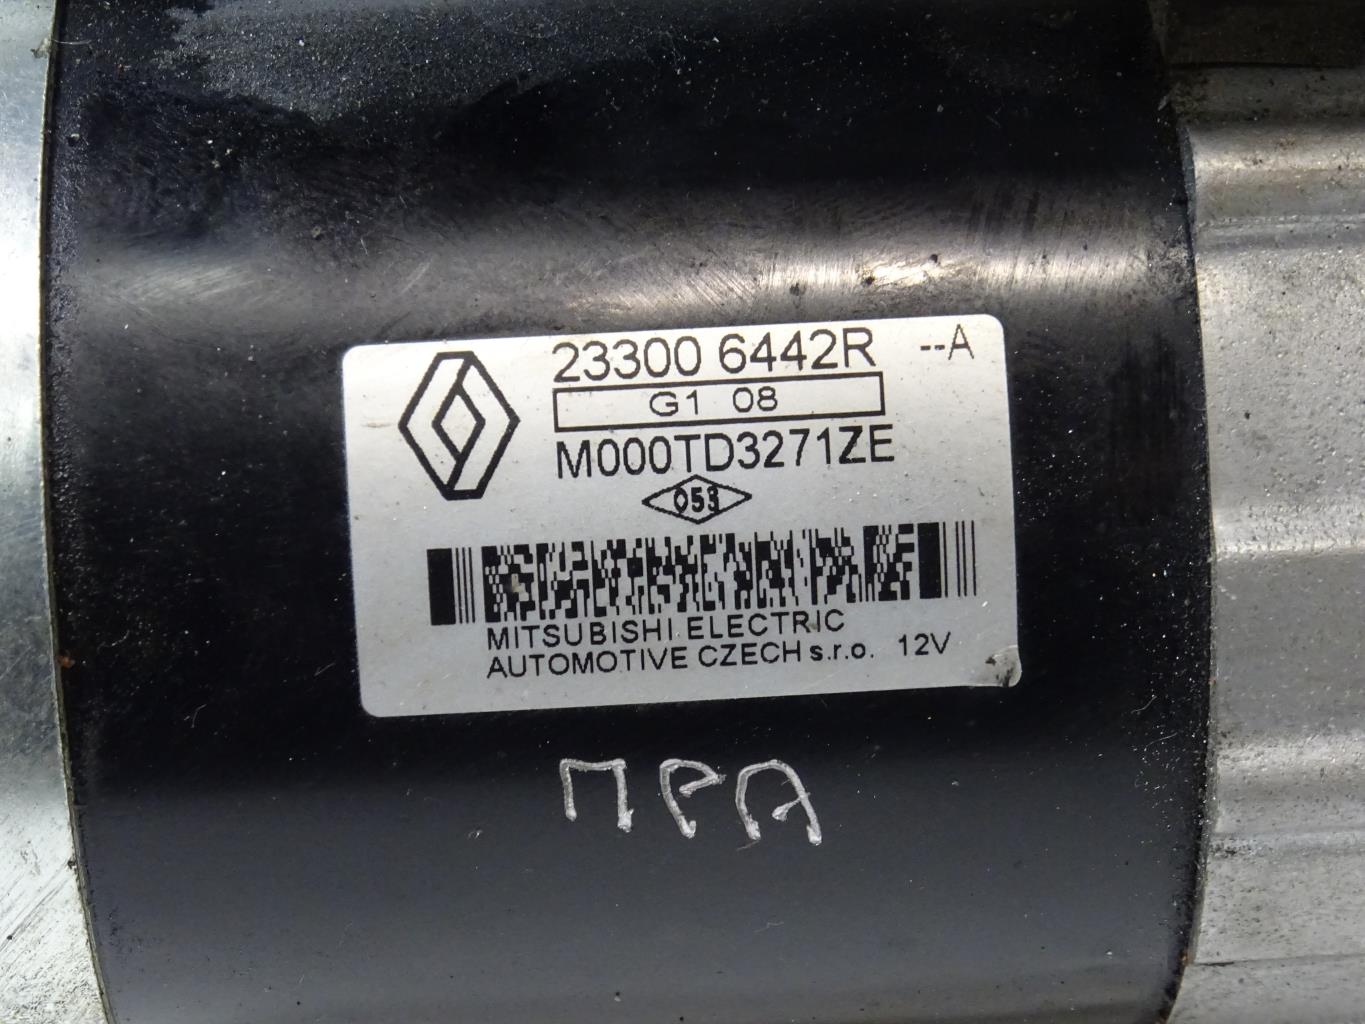 23300 6442R --A
G1 08
M000TD3271ZE
053
MITSUBISHI ELECTRIC
AUTOMOTIVE CZECH s.r.o. 12V
ПРА